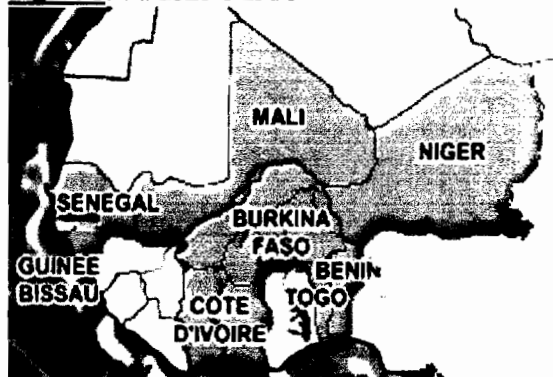 MALI
NIGER
SENEGAL
BURKINA
FASO
GUINEE
BISSAU
BENIN
TOGO
COTE
D'IVOIRE